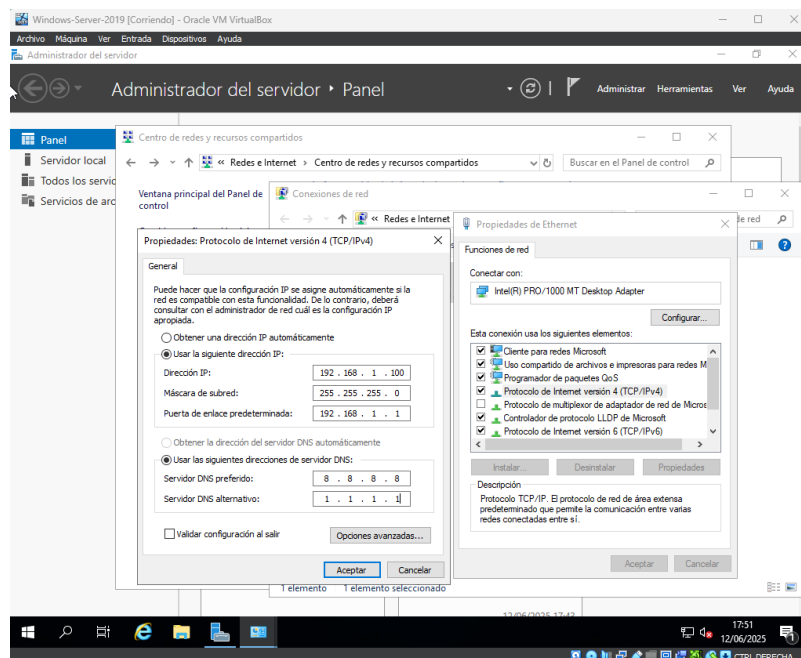 Windows-Server-2019 [Corriendo] - Oracle VM VirtualBox
Archivo Máquina Ver Entrada Dispositivos Ayuda
Administrador del servidor
Administrador del servidor Panel
Administrar Herramientas Ver Ayuda
Panel
Servidor local
Todos los servic
Servicios de arc
Centro de redes y recursos compartidos
« Redes e Internet › Centro de redes y recursos compartidos
Buscar en el Panel de control
Ventana principal del Panel de
control
Conexiones de red
« Redes e Internet
de red
Propiedades: Protocolo de Internet versión 4 (TCP/IPv4)
General
Puede hacer que la configuración IP se asigne automáticamente si la
red es compatible con esta funcionalidad. De lo contrario, deberá
consultar con el administrador de red cuál es la configuración IP
apropiada.
Obtener una dirección IP automáticamente
Usar la siguiente dirección IP:
Dirección IP: 192 . 168 . 1 . 100
Máscara de subred: 255 . 255 . 255 . 0
Puerta de enlace predeterminada: 192 . 168 . 1 . 1
Obtener la dirección del servidor DNS automáticamente
Usar las siguientes direcciones de servidor DNS:
Servidor DNS preferido: 8 . 8 . 8 . 8
Servidor DNS alternativo: 1 . 1 . 1 . 1
Validar configuración al salir
Opciones avanzadas...
Aceptar Cancelar
Propiedades de Ethernet
Funciones de red
Conectar con:
Intel(R) PRO/1000 MT Desktop Adapter
Configurar...
Esta conexión usa los siguientes elementos:
Cliente para redes Microsoft
Uso compartido de archivos e impresoras para redes M
Programador de paquetes QoS
Protocolo de Internet versión 4 (TCP/IPv4)
Protocolo de multiplexor de adaptador de red de Micros
Controlador de protocolo LLDP de Microsoft
Protocolo de Internet versión 6 (TCP/IPv6)
Instalar... Desinstalar Propiedades
Descripción
Protocolo TCP/IP. El protocolo de red de área extensa
predeterminado que permite la comunicación entre varias
redes conectadas entre sí.
Aceptar Cancelar
1 elemento 1 elemento seleccionado
12/06/2025 17:43
17:51
12/06/2025
CTRL DERECHA